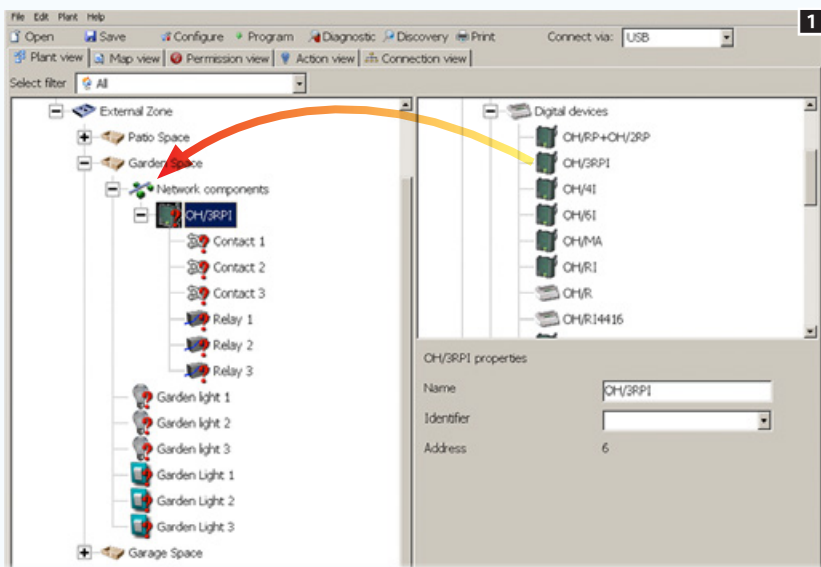 File Edit Plant Help
1
Open Save Configure Program Diagnostic Discovery Print Connect via: USB
Plant view Map view Permission view Action view Connection view
Select filter All
External Zone
Patio Space
Garden Space
Network components
OH/3RPI
Contact 1
Contact 2
Contact 3
Relay 1
Relay 2
Relay 3
Garden light 1
Garden light 2
Garden light 3
Garden Light 1
Garden Light 2
Garden Light 3
Garage Space
Digital devices
OH/RP+OH/2RP
OH/3RPI
OH/4I
OH/6I
OH/MA
OH/RI
OH/R
OH/RI4416
OH/3RPI properties
Name OH/3RPI
Identifier
Address 6